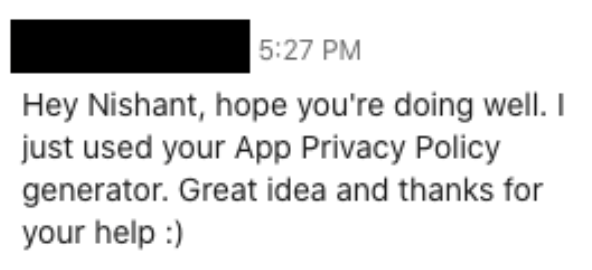 5:27 PM
Hey Nishant, hope you're doing well. I
just used your App Privacy Policy
generator. Great idea and thanks for
your help :)